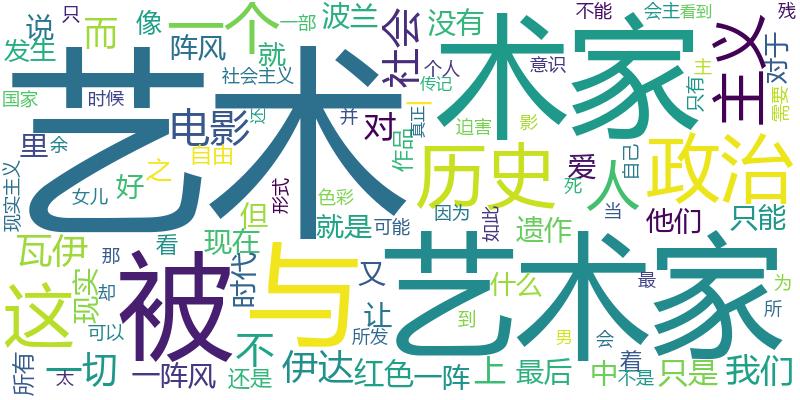 只
说
而
像
一个
一部
波兰
没有
不能
会主
看到
残
发生
阵风
就
社会
主义
国家
时候
社会主义
还
并
个人
传记
意识
对于
只有
主
需要
艺术
术家
电影
对
作品
真正
一
迫害
影
里
余
之
自由
历史
爱
人
自己
政治
现实主义
女儿
好
形式
色彩
但
就是
可能
因为
如此
死
遗作
当
他们
只能
瓦伊
看
现在
那
却
现实
这
被
时代
与
又
让
艺术家
什么
到
最
为
所
可以
所有
太
一切
一阵风
还是
不
伊达
所发
红色
一阵
上
最后
男
会
中
着
不是
只是
我们